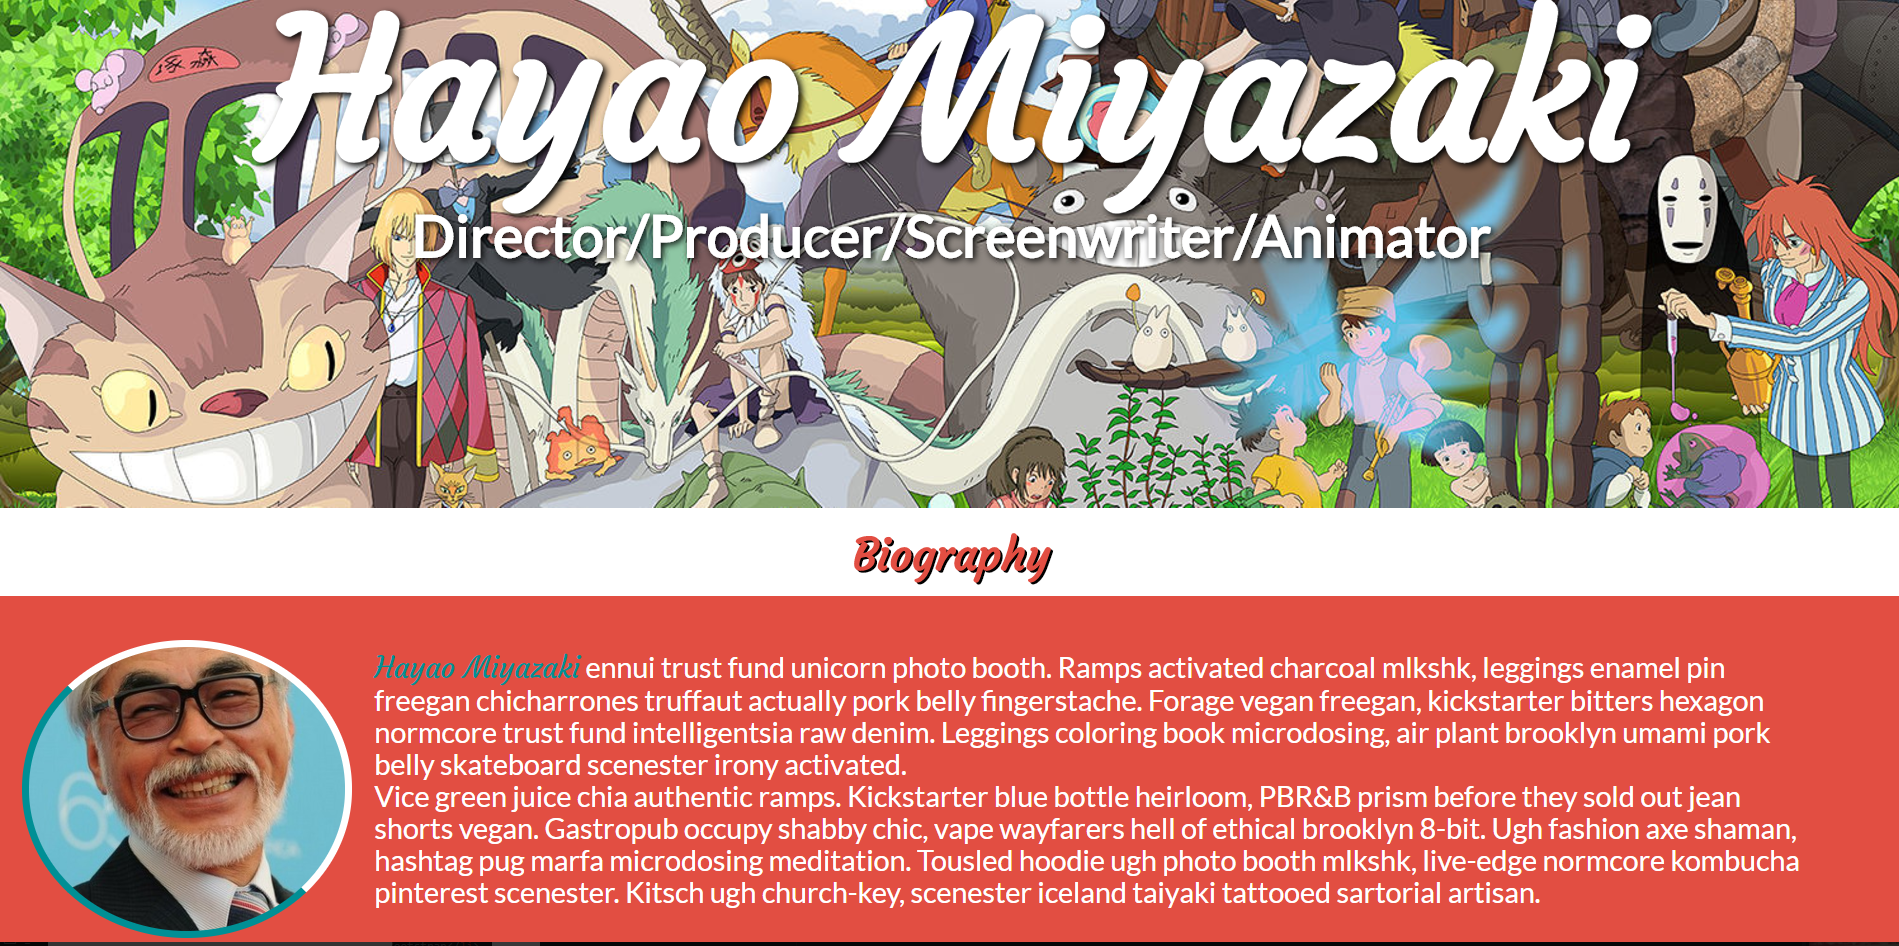 Hayao Miyazaki
Director/Producer/Screenwriter/Animator
Biography
Hayao Miyazaki ennui trust fund unicorn photo booth. Ramps activated charcoal mlkshk, leggings enamel pin
freegan chicharrones truffaut actually pork belly fingerstache. Forage vegan freegan, kickstarter bitters hexagon
normcore trust fund intelligentsia raw denim. Leggings coloring book microdosing, air plant brooklyn umami pork
belly skateboard scenester irony activated.
Vice green juice chia authentic ramps. Kickstarter blue bottle heirloom, PBR&B prism before they sold out jean
shorts vegan. Gastropub occupy shabby chic, vape wayfarers hell of ethical brooklyn 8-bit. Ugh fashion axe shaman,
hashtag pug marfa microdosing meditation. Tousled hoodie ugh photo booth mlkshk, live-edge normcore kombucha
pinterest scenester. Kitsch ugh church-key, scenester iceland taiyaki tattooed sartorial artisan.